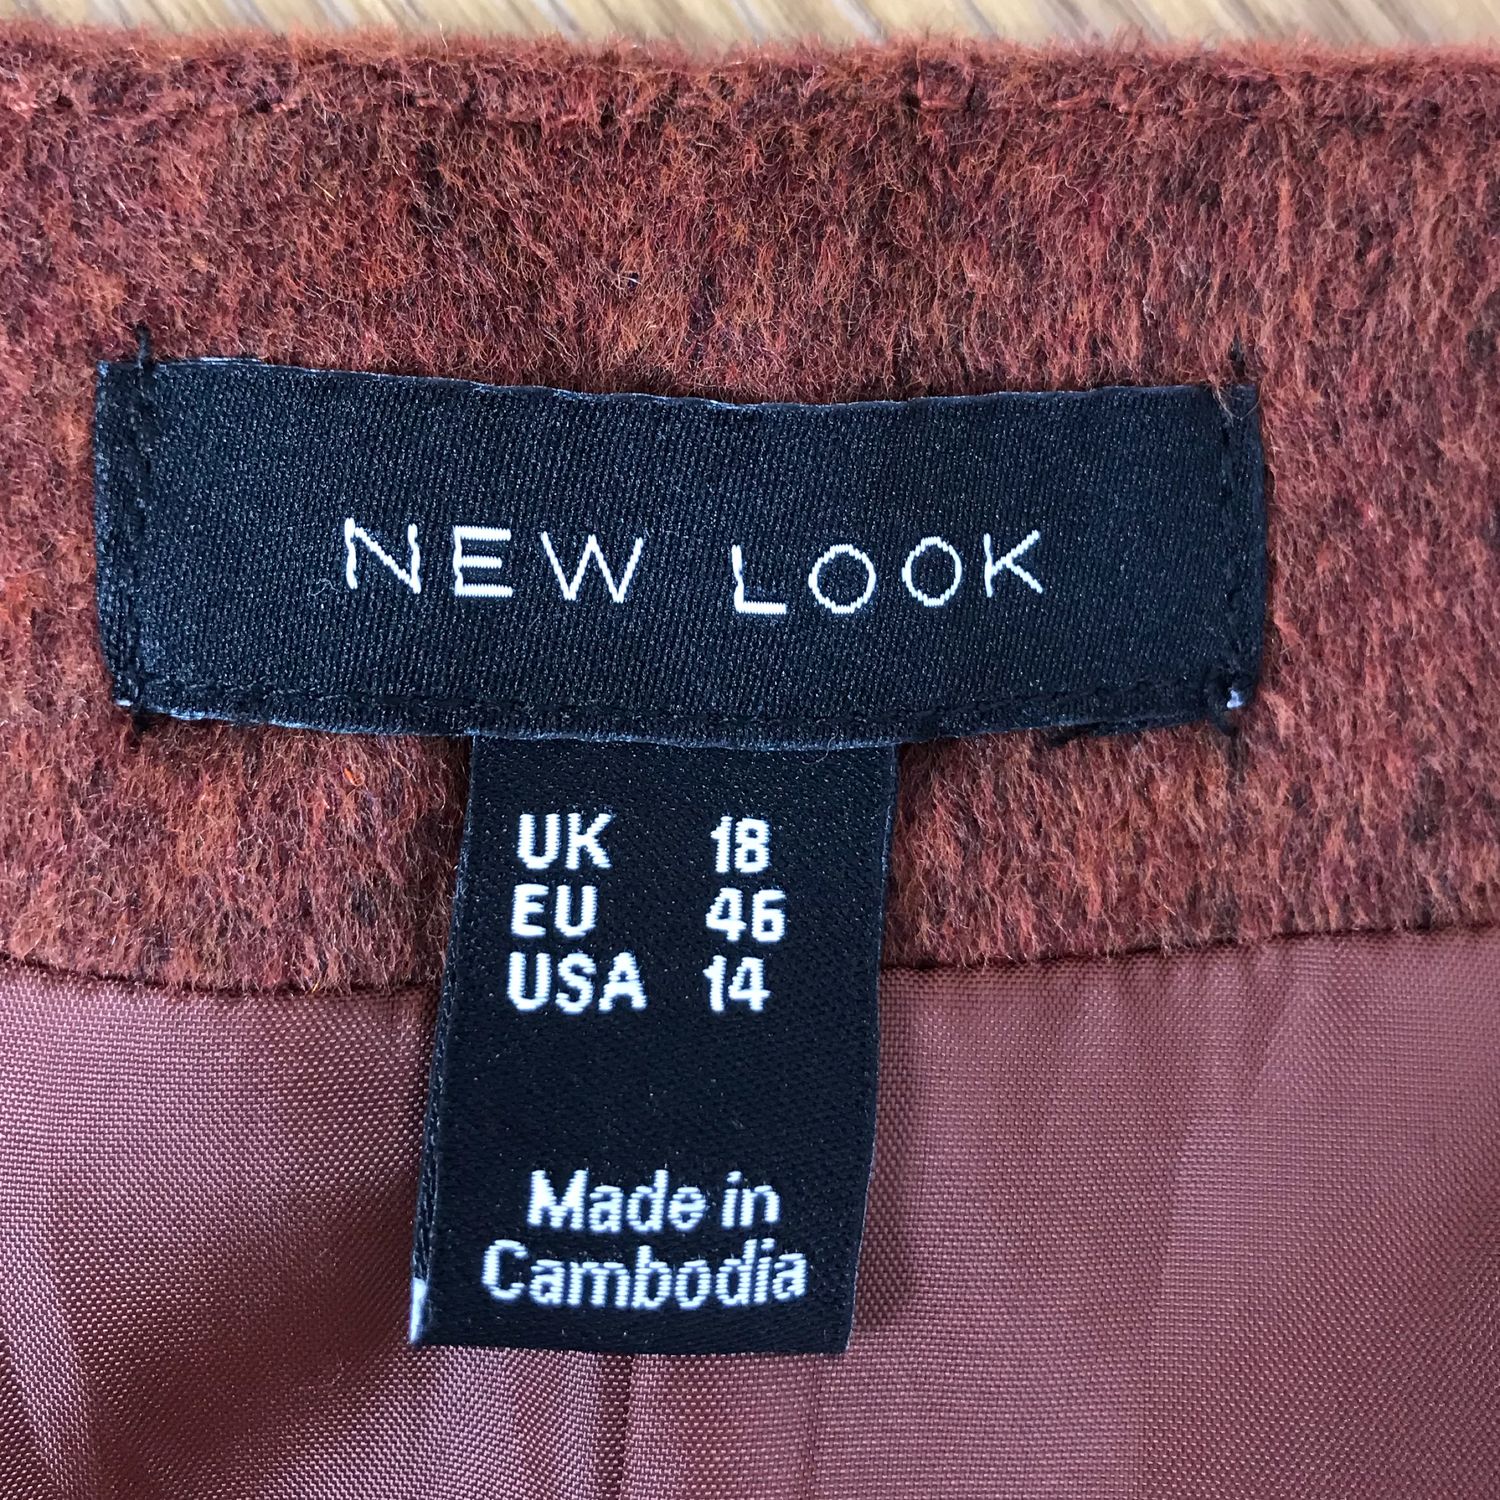 NEW LOOK
UK 18
EU 46
USA 14
Made in
Cambodia